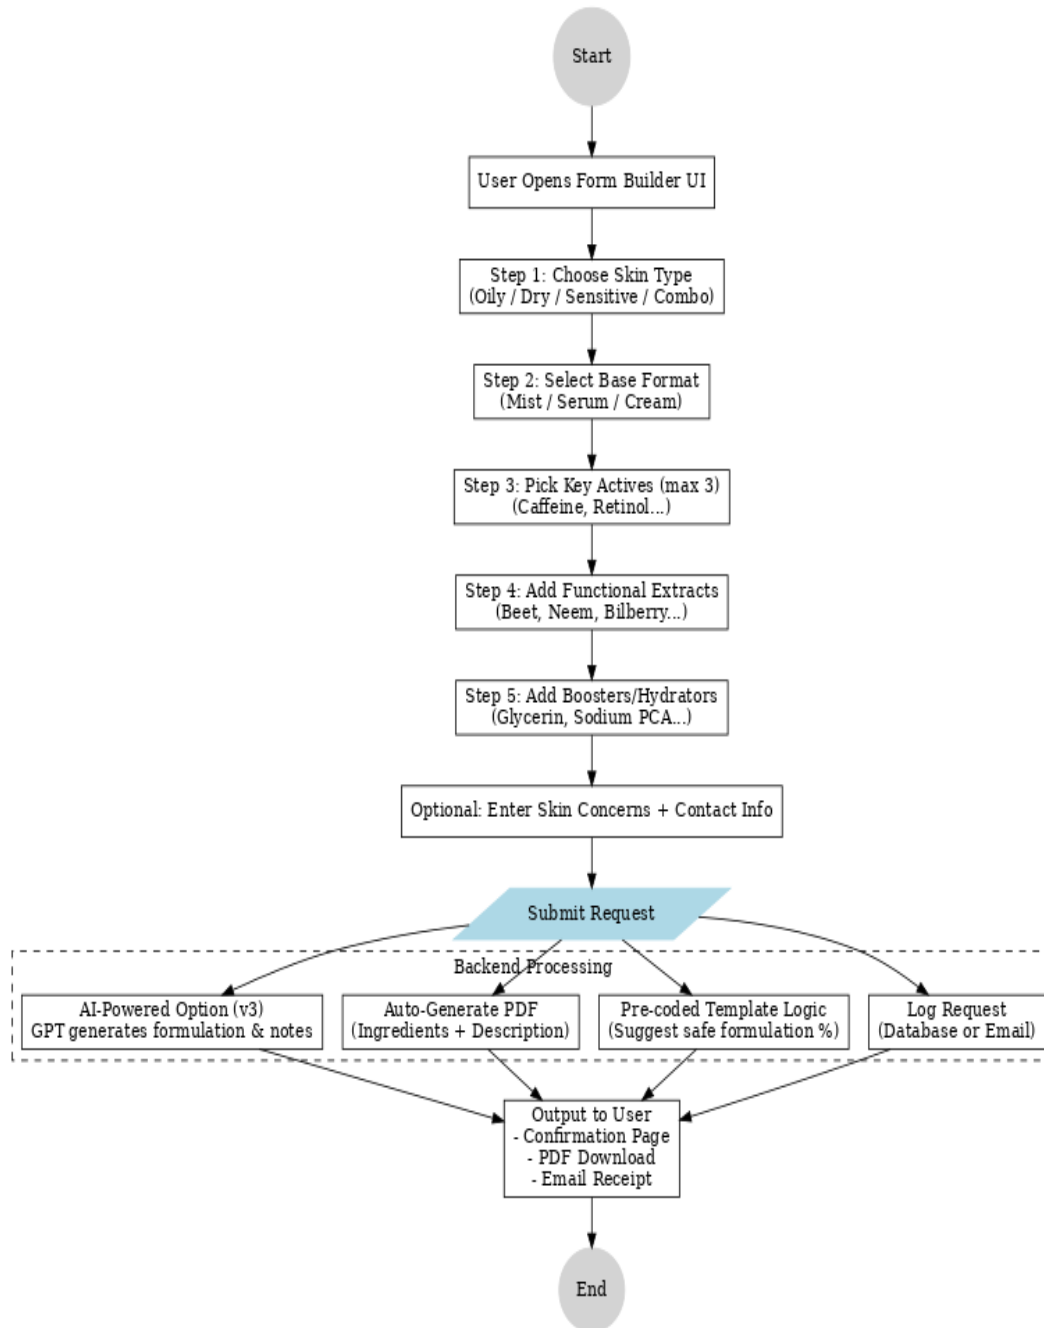 Start
User Opens Form Builder UI
Step 1: Choose Skin Type
(Oily / Dry / Sensitive / Combo)
Step 2: Select Base Format
(Mist / Serum / Cream)
Step 3: Pick Key Actives (max 3)
(Caffeine, Retinol...)
Step 4: Add Functional Extracts
(Beet, Neem, Bilberry...)
Step 5: Add Boosters/Hydrators
(Glycerin, Sodium PCA...)
Optional: Enter Skin Concerns + Contact Info
Submit Request
Backend Processing
AI-Powered Option (v3)
GPT generates formulation & notes
Auto-Generate PDF
(Ingredients + Description)
Pre-coded Template Logic
(Suggest safe formulation %)
Log Request
(Database or Email)
Output to User
- Confirmation Page
- PDF Download
- Email Receipt
End